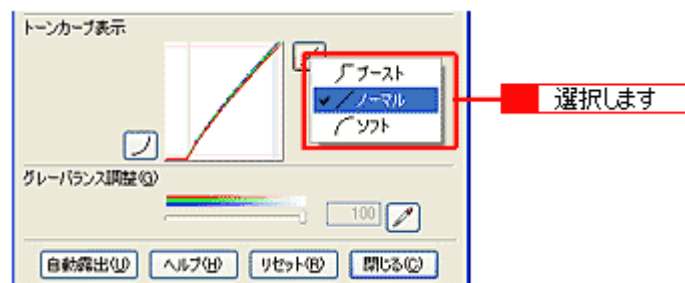 トーンカーブ表示
ブースト
ノーマル
ソフト
選択します
グレーバランス調整(G)
100
自動露出(U)
ヘルプ(H)
リセット(R)
閉じる(C)